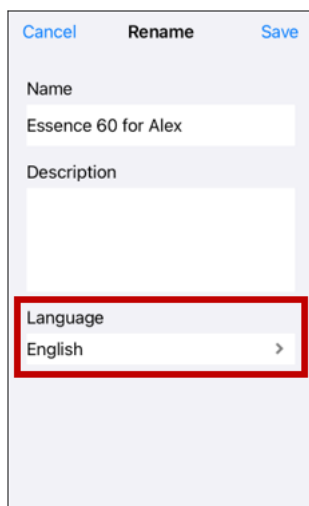 Cancel Rename Save
Name
Essence 60 for Alex
Description
Language
English